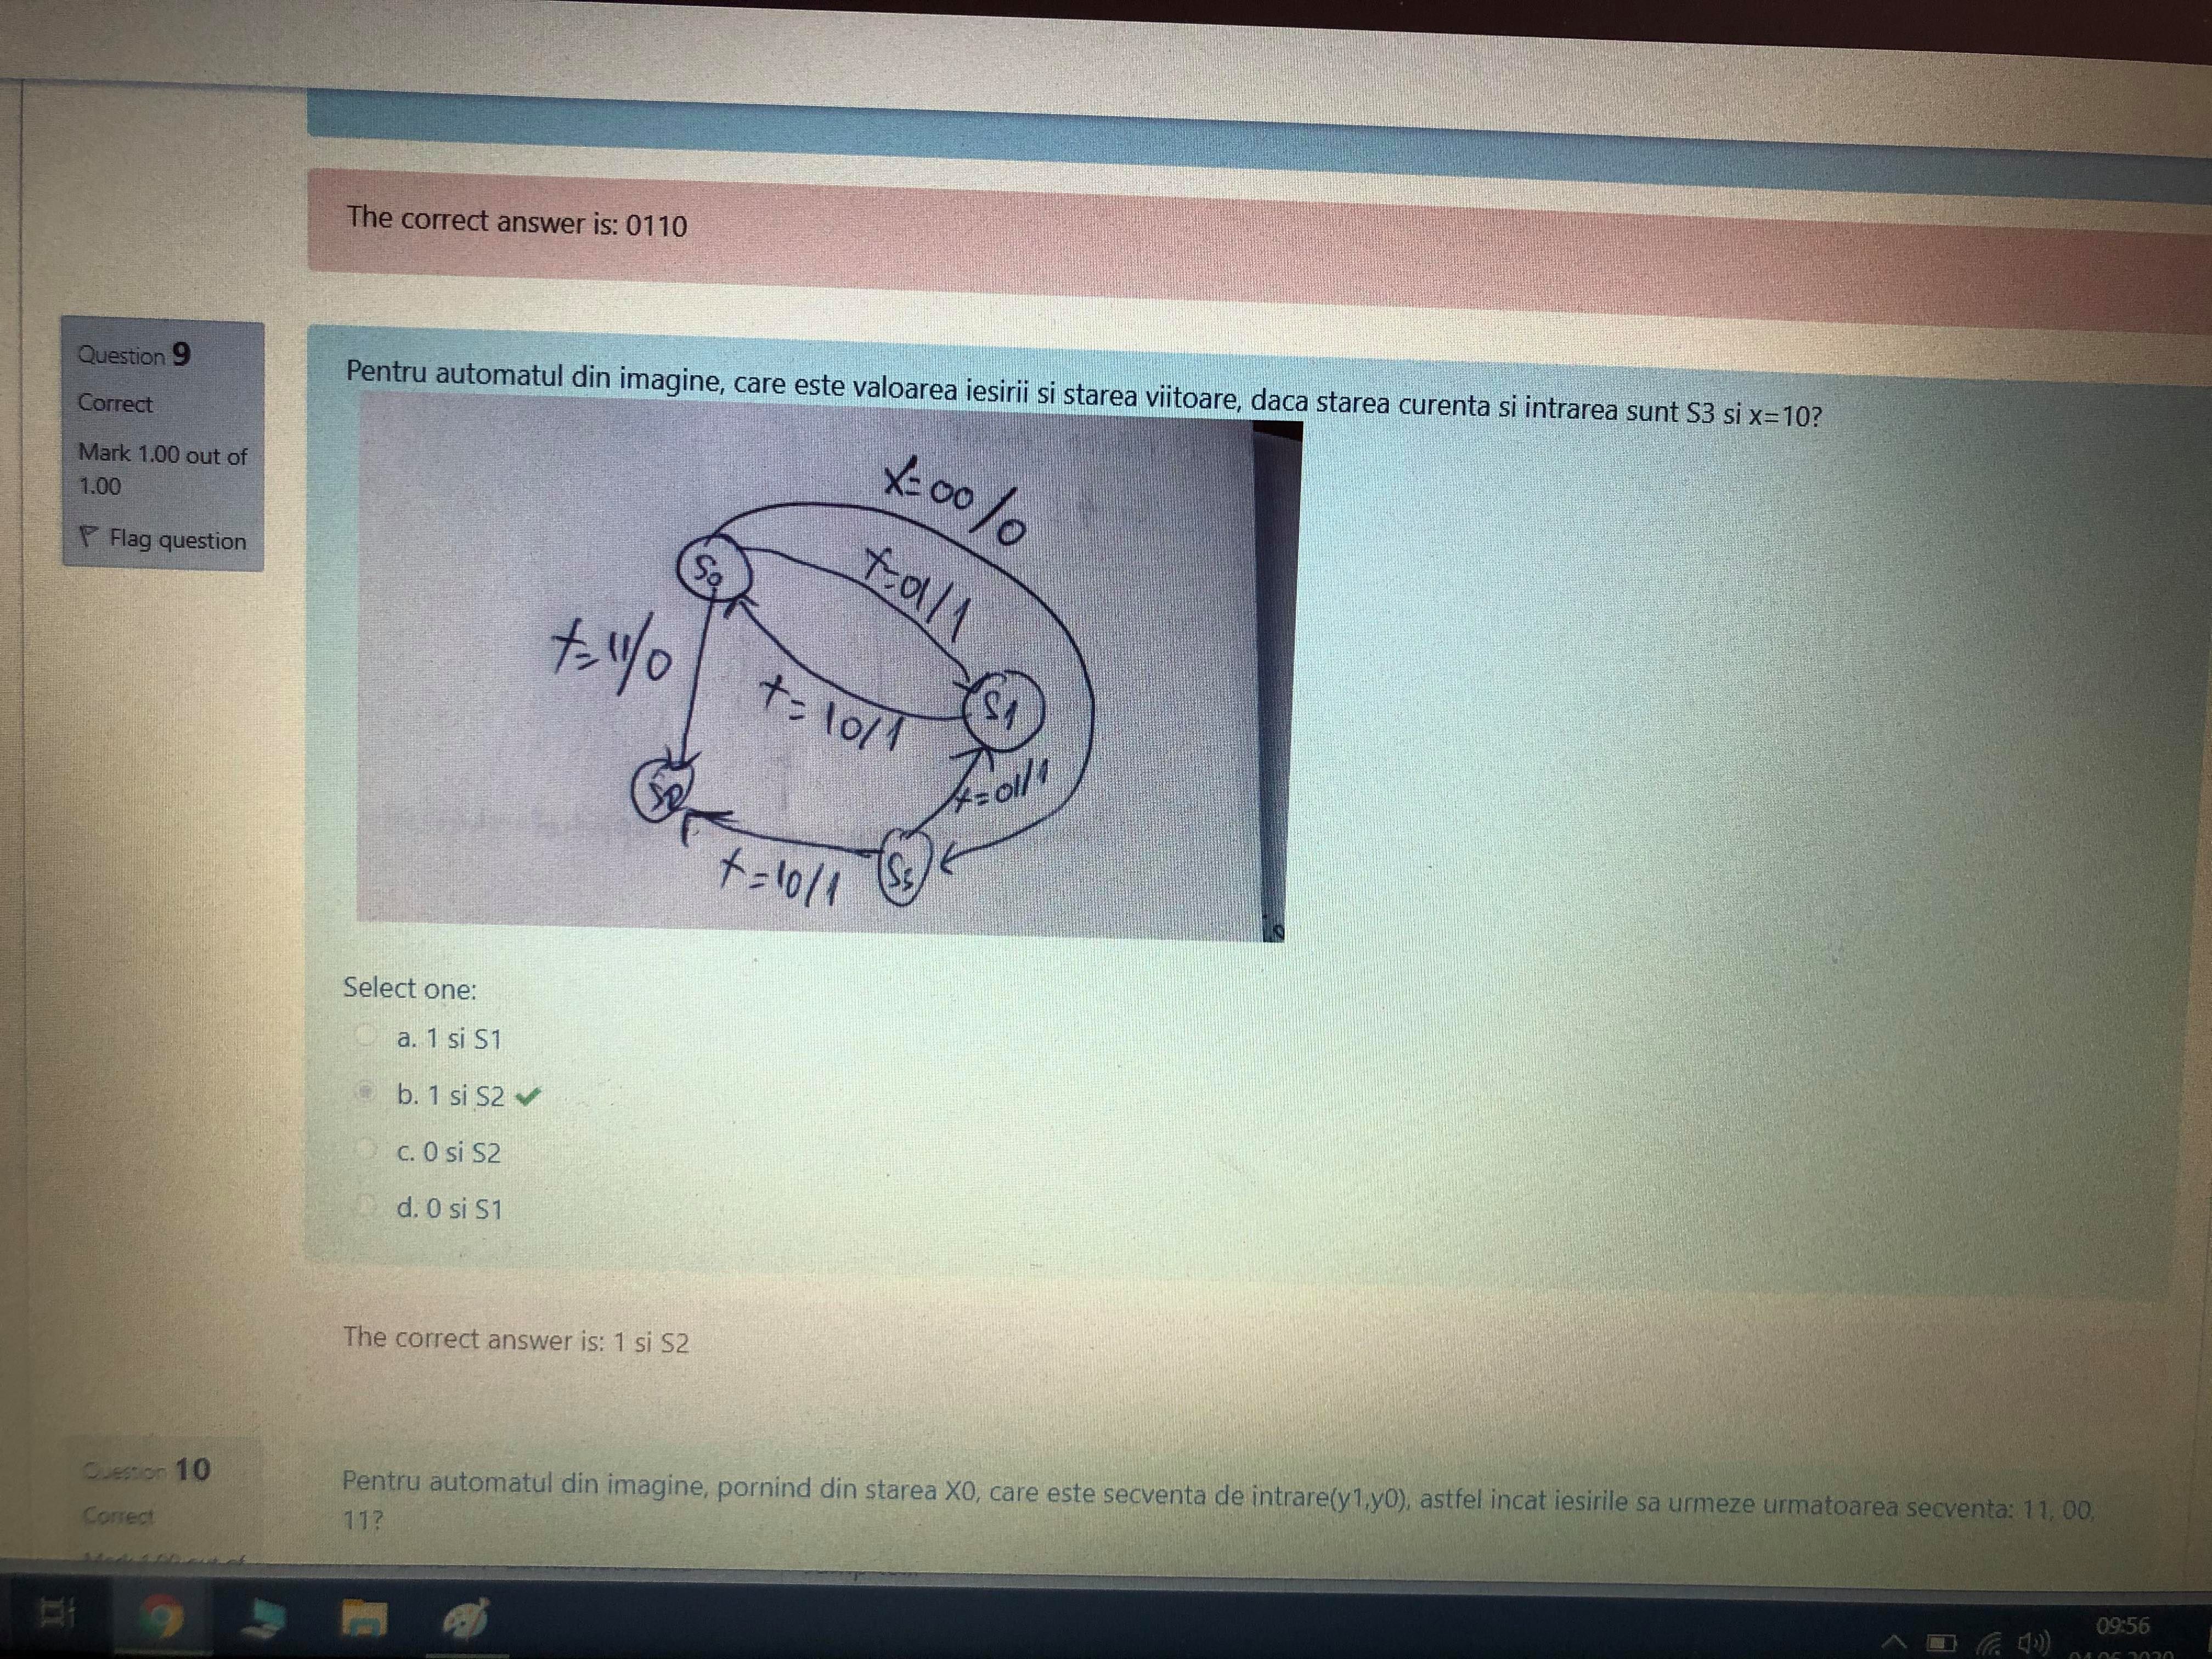 The correct answer is: 0110
Question 9
Correct
Mark 1.00 out of
1.00
Flag question
Pentru automatul din imagine, care este valoarea iesirii si starea viitoare, daca starea curenta si intrarea sunt S3 si x=10?
x=00/0
x=01/1
S0
x=11/0
x=10/1
S1
x=01/1
S2
x=10/1
S3
Select one:
a. 1 si S1
b. 1 si S2
c. 0 si S2
d. 0 si S1
The correct answer is: 1 si S2
Question 10
Correct
Pentru automatul din imagine, pornind din starea X0, care este secventa de intrare(y1,y0), astfel incat iesirile sa urmeze urmatoarea secventa: 11, 00,
11?
09:56